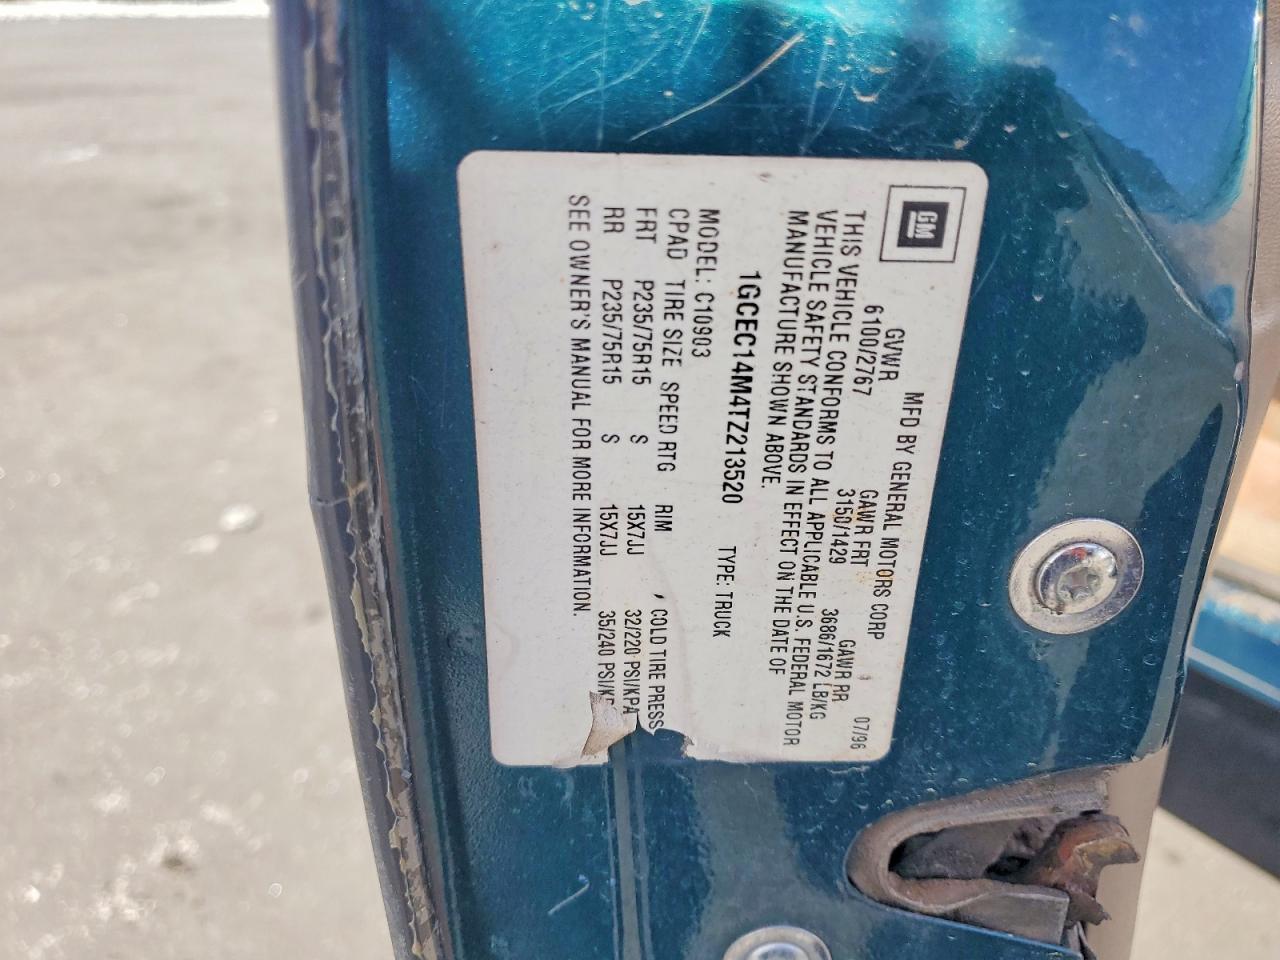 GM
MFD BY GENERAL MOTORS CORP 07/96
GVWR GAWR FRT GAWR RR
6100/2767 3150/1429 3686/1672 LB/KG
THIS VEHICLE CONFORMS TO ALL APPLICABLE U.S. FEDERAL MOTOR
VEHICLE SAFETY STANDARDS IN EFFECT ON THE DATE OF
MANUFACTURE SHOWN ABOVE.
1GCEC14M4TZ213520 TYPE: TRUCK
MODEL: C10903
CPAD TIRE SIZE SPEED RTG RIM COLD TIRE PRESS
FRT P235/75R15 S 15X7JJ 32/220 PSI/KPA
RR P235/75R15 S 15X7JJ 35/240 PSI/KP
SEE OWNER'S MANUAL FOR MORE INFORMATION.